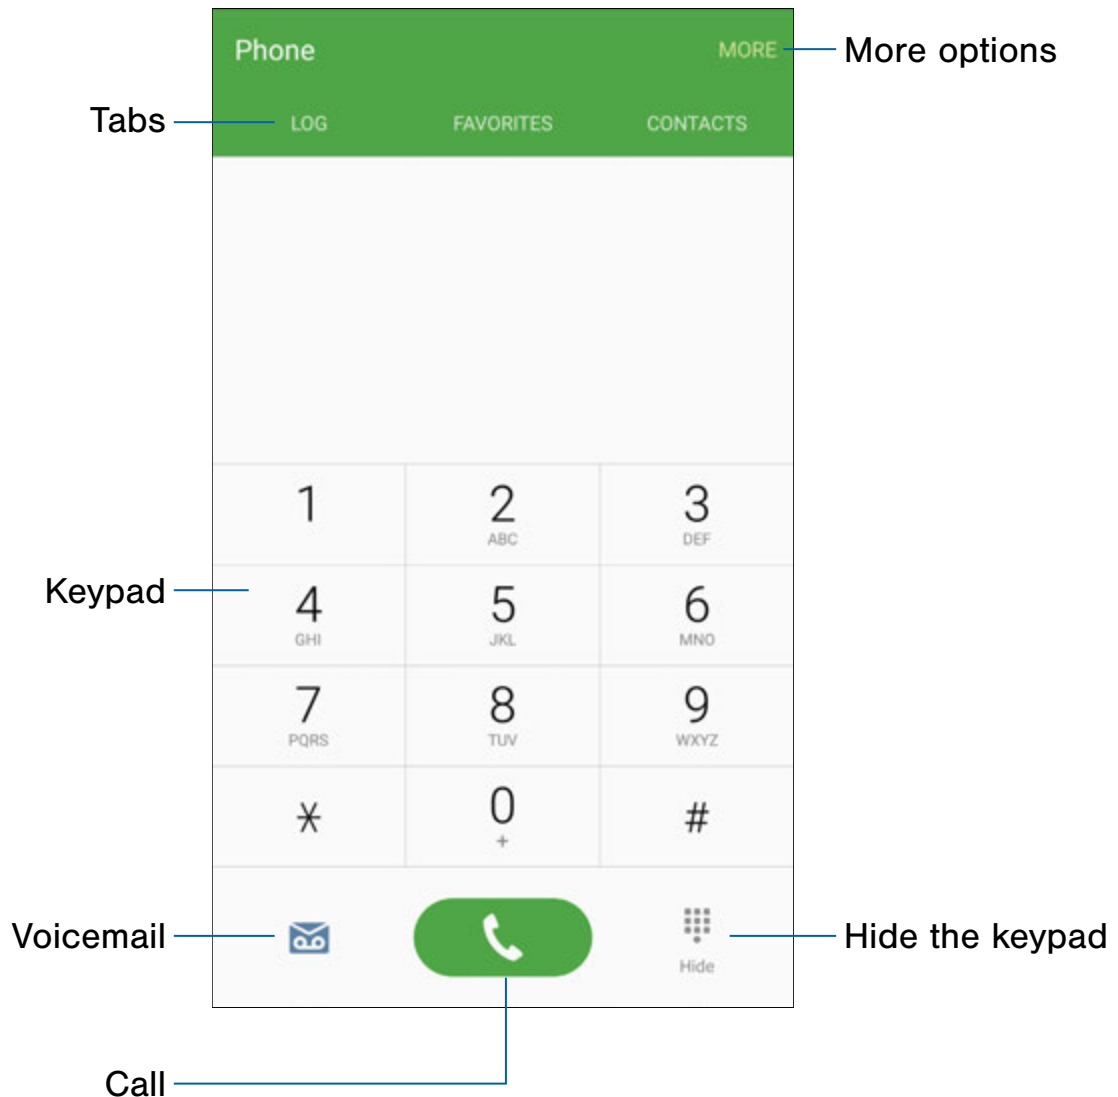 Phone MORE More options
Tabs LOG FAVORITES CONTACTS
1 2 3
ABC DEF
Keypad
4 5 6
GHI JKL MNO
7 8 9
PQRS TUV WXYZ
* 0 #
+
Voicemail Hide the keypad
Hide
Call